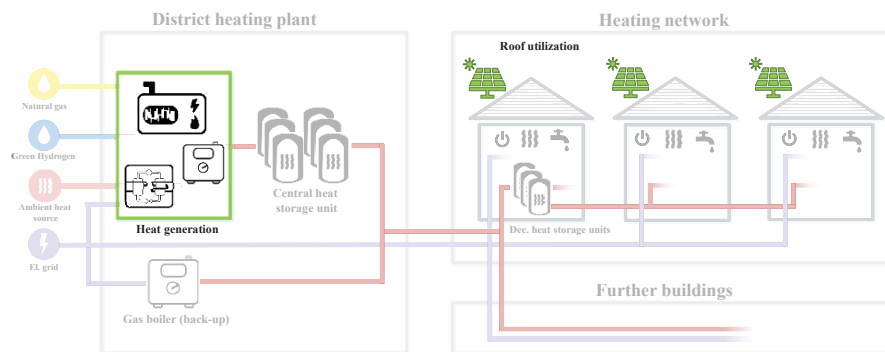 District heating plant
Heating network
Roof utilization
Natural gas
Green Hydrogen
Ambient heat
source
El. grid
Heat generation
Central heat
storage unit
Dec. heat storage units
Gas boiler (back-up)
Further buildings